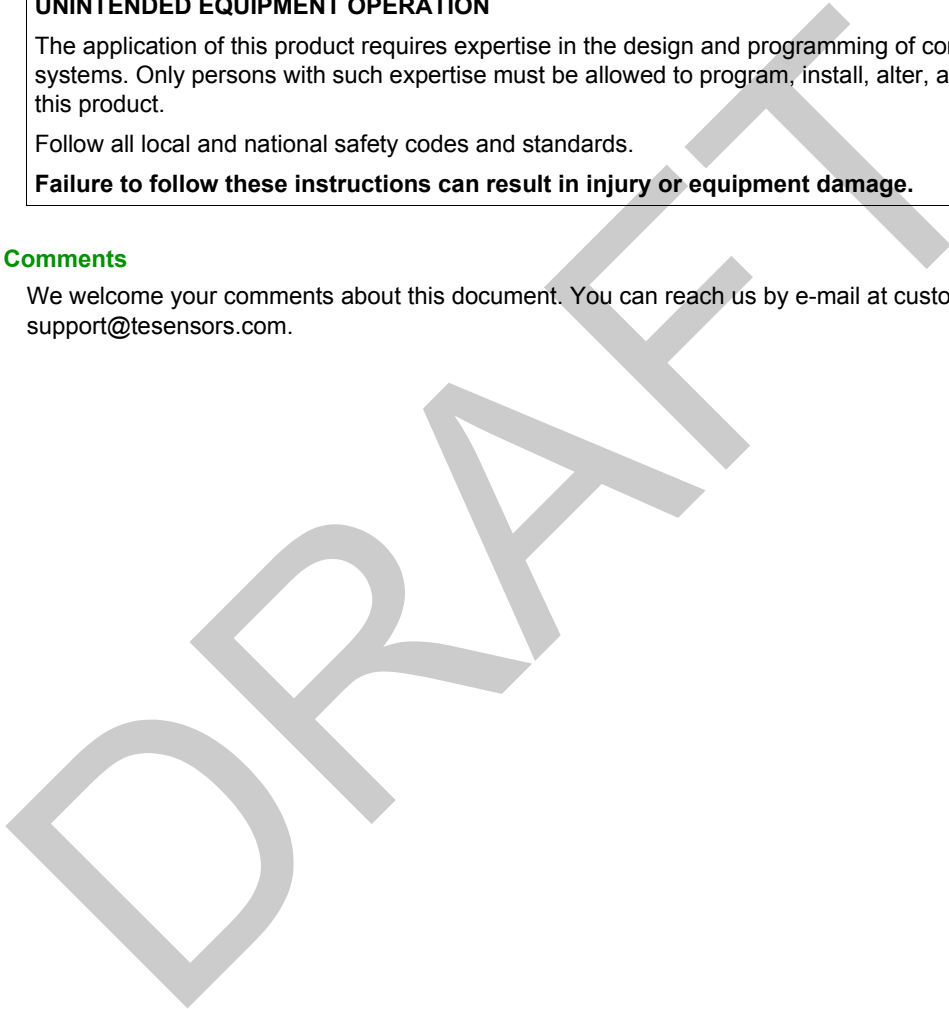 UNINTENDED EQUIPMENT OPERATION
The application of this product requires expertise in the design and programming of
systems. Only persons with such expertise must be allowed to program, install, alter,
this product.
Follow all local and national safety codes and standards.
Failure to follow these instructions can result in injury or equipment damage.
Comments
We welcome your comments about this document. You can reach us by e-mail at
support@tesensors.com.
DRAFT